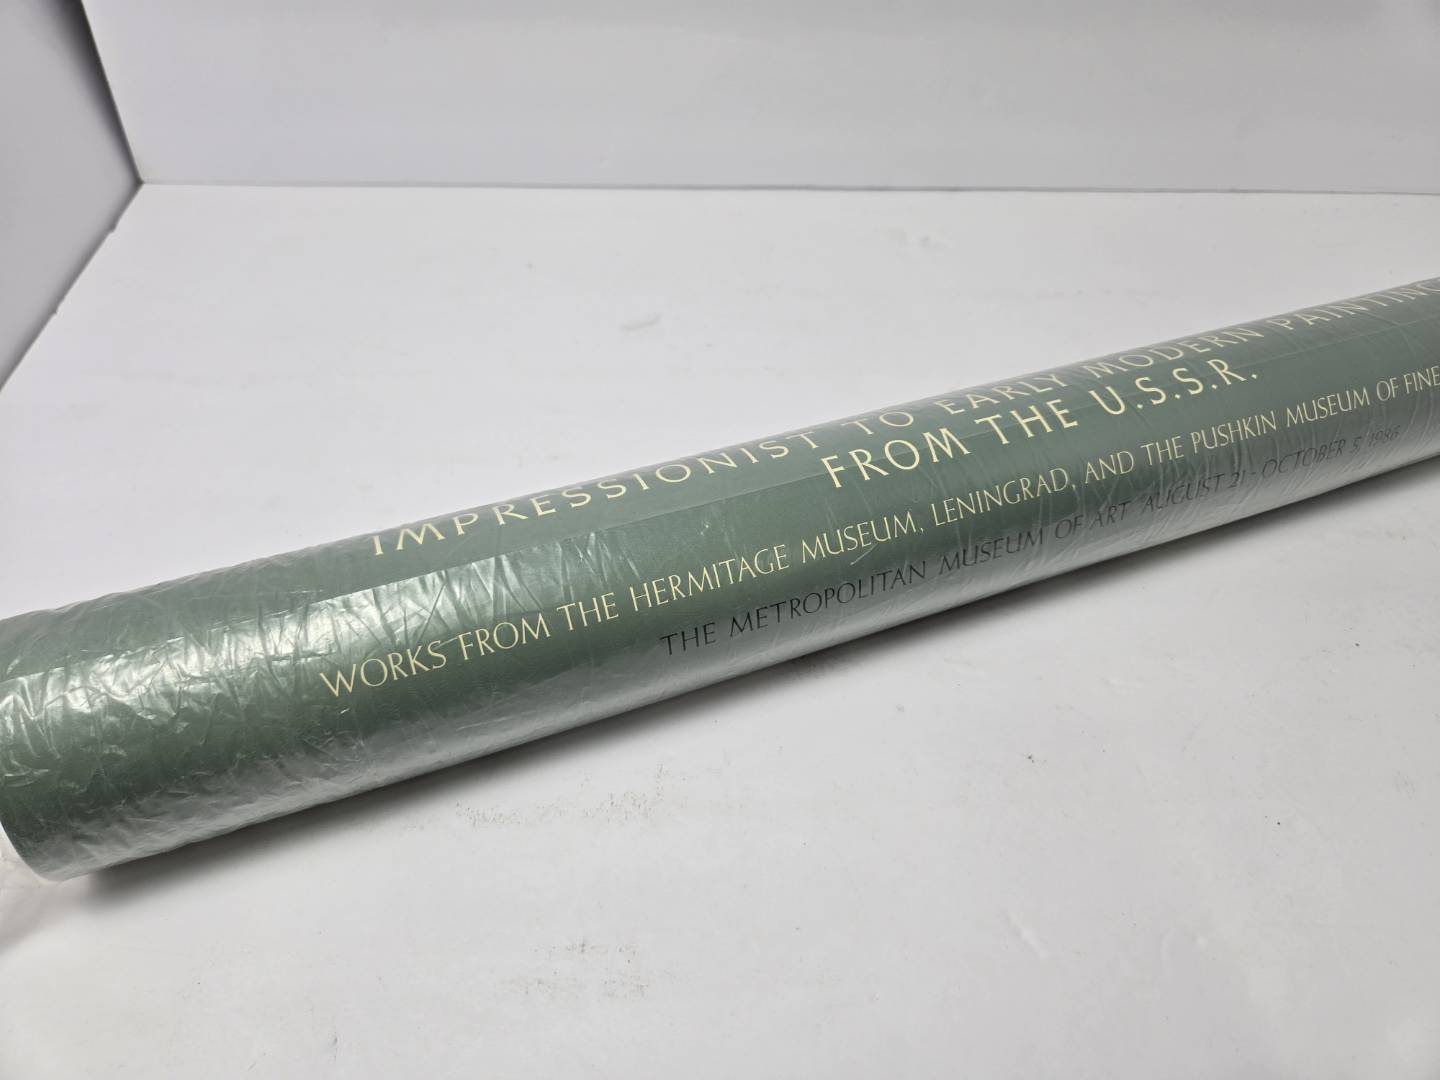 IMPRESSIONIST TO EARLY MODERN PAINTING
FROM THE U.S.S.R.
WORKS FROM THE HERMITAGE MUSEUM, LENINGRAD, AND THE PUSHKIN MUSEUM OF FINE
THE METROPOLITAN MUSEUM OF ART AUGUST 21 - OCTOBER 5, 1986